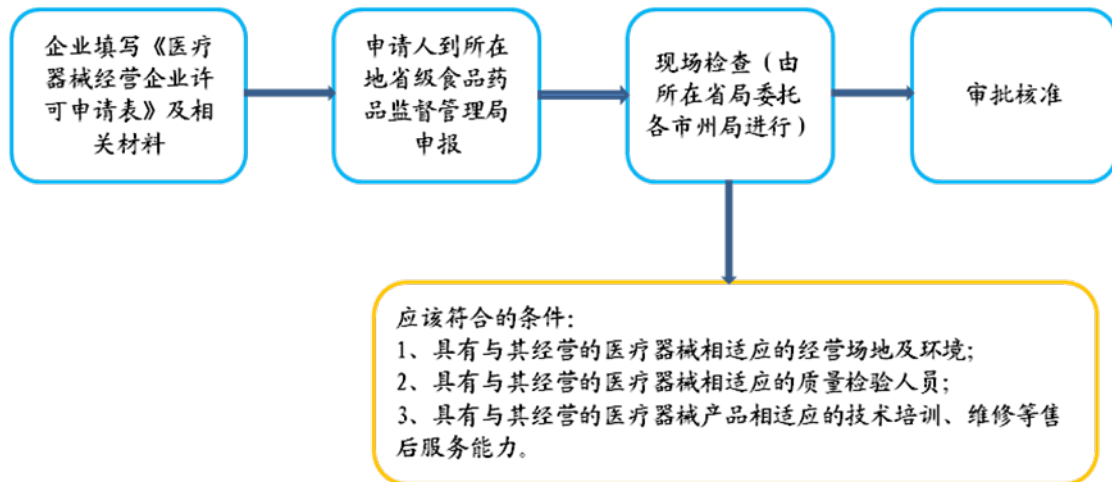 企业填写《医疗
器械经营企业许
可申请表》及相
关材料
申请人到所在
地省级食品药
品监督管理局
申报
现场检查（由
所在省局委托
各市州局进行）
审批核准
应该符合的条件：
1、具有与其经营的医疗器械相适应的经营场地及环境；
2、具有与其经营的医疗器械相适应的质量检验人员；
3、具有与其经营的医疗器械产品相适应的技术培训、维修等售
后服务能力。